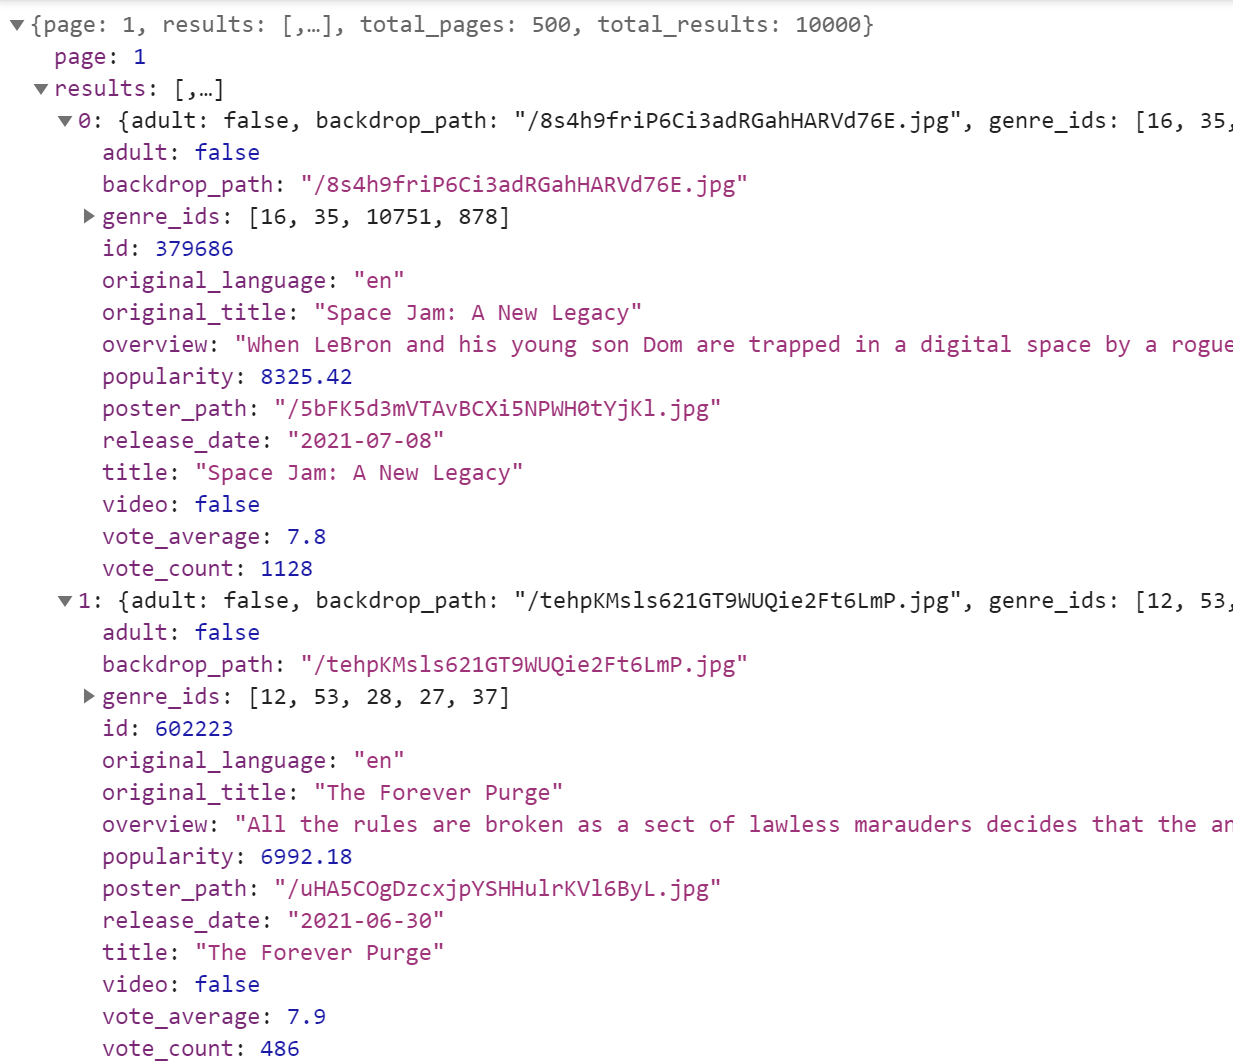 {page: 1, results: [,…], total_pages: 500, total_results: 10000}
page: 1
results: [,…]
0: {adult: false, backdrop_path: "/8s4h9friP6Ci3adRGahHARVd76E.jpg", genre_ids: [16, 35,
adult: false
backdrop_path: "/8s4h9friP6Ci3adRGahHARVd76E.jpg"
genre_ids: [16, 35, 10751, 878]
id: 379686
original_language: "en"
original_title: "Space Jam: A New Legacy"
overview: "When LeBron and his young son Dom are trapped in a digital space by a rogue
popularity: 8325.42
poster_path: "/5bFK5d3mVTAvBCXi5NPWH0tYjKl.jpg"
release_date: "2021-07-08"
title: "Space Jam: A New Legacy"
video: false
vote_average: 7.8
vote_count: 1128
1: {adult: false, backdrop_path: "/tehpKMsls621GT9WUQie2Ft6LmP.jpg", genre_ids: [12, 53,
adult: false
backdrop_path: "/tehpKMsls621GT9WUQie2Ft6LmP.jpg"
genre_ids: [12, 53, 28, 27, 37]
id: 602223
original_language: "en"
original_title: "The Forever Purge"
overview: "All the rules are broken as a sect of lawless marauders decides that the an
popularity: 6992.18
poster_path: "/uHA5COgDzcxjpYSHHulrKVl6ByL.jpg"
release_date: "2021-06-30"
title: "The Forever Purge"
video: false
vote_average: 7.9
vote_count: 486